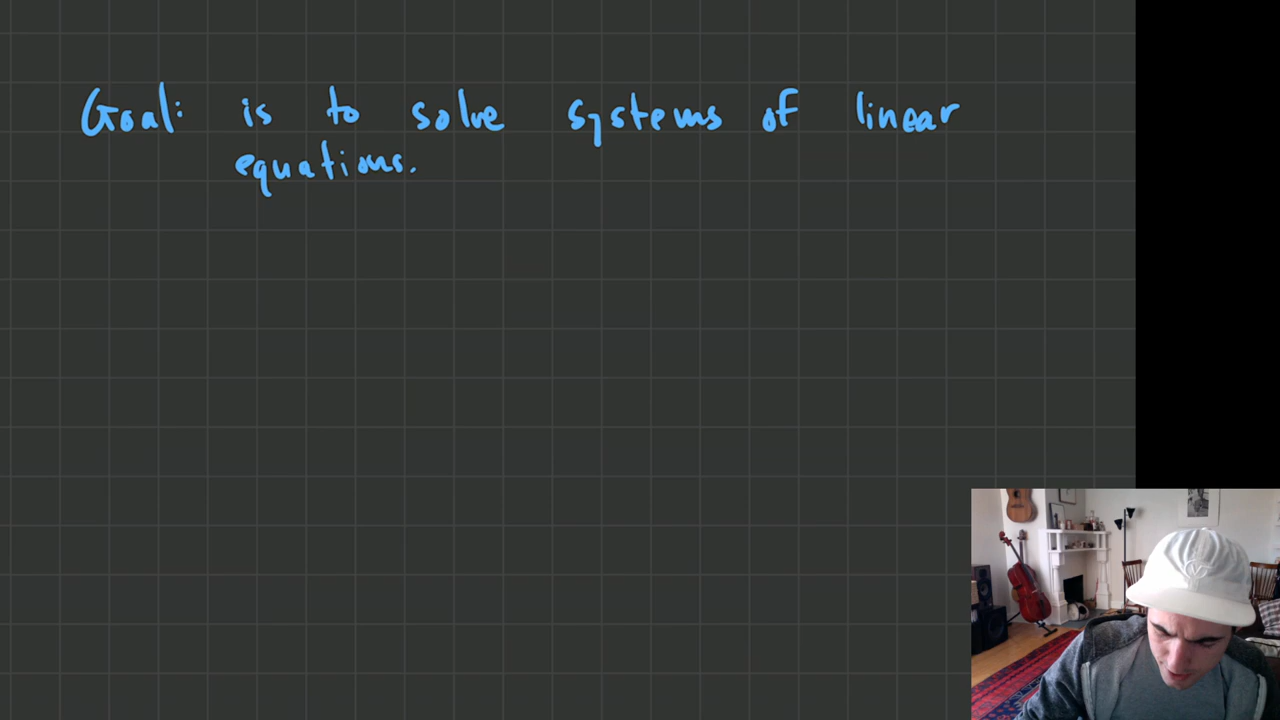 Goal: is to solve systems of linear
equations.